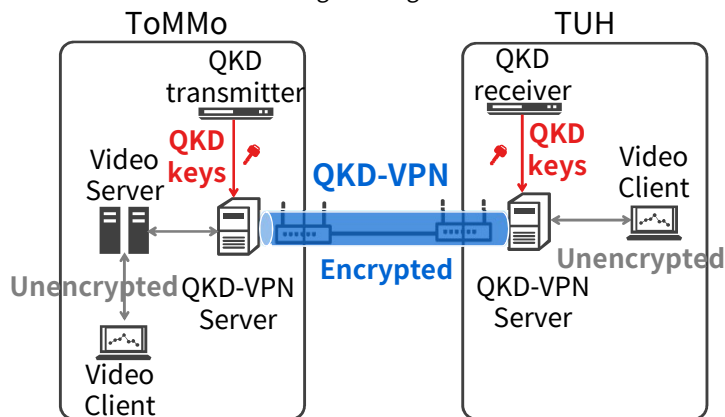 ToMMo
TUH
QKD
transmitter
QKD
receiver
QKD
keys
QKD
keys
Video
Server
QKD-VPN
Video
Client
Encrypted
Unencrypted
Unencrypted
QKD-VPN
Server
QKD-VPN
Server
Video
Client